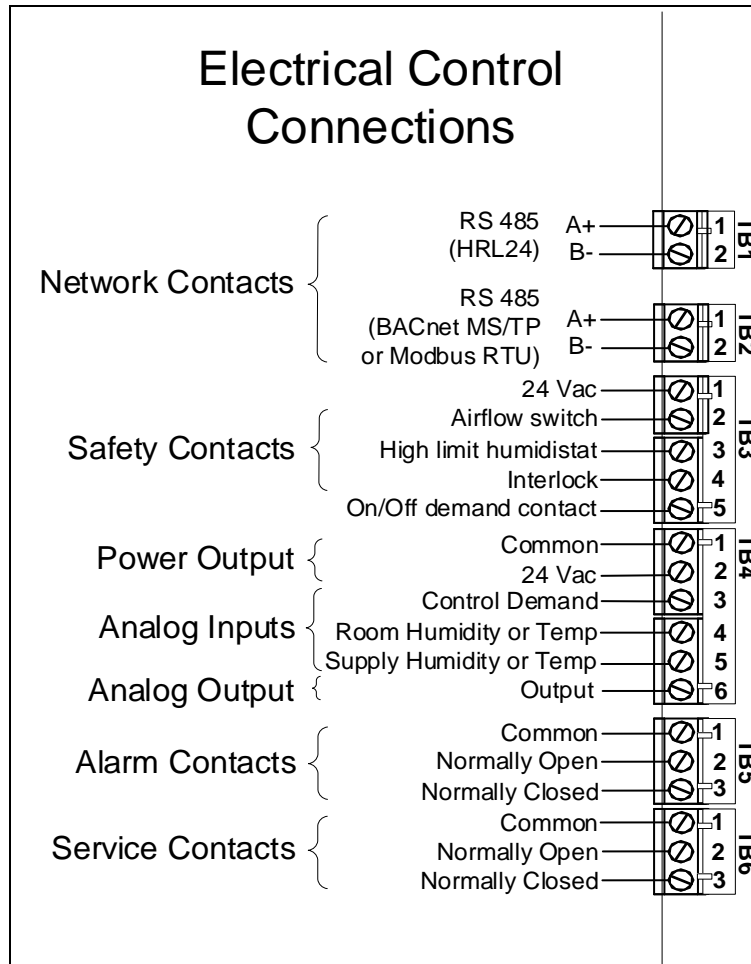 Electrical Control
Connections
Network Contacts
RS 485
(HRL24)
A+
B-
1
2
TB1
RS 485
(BACnet MS/TP
or Modbus RTU)
A+
B-
1
2
TB2
Safety Contacts
24 Vac
Airflow switch
High limit humidistat
Interlock
On/Off demand contact
1
2
3
4
5
TB3
Power Output
Analog Inputs
Analog Output
Common
24 Vac
Control Demand
Room Humidity or Temp
Supply Humidity or Temp
Output
1
2
3
4
5
6
TB4
Alarm Contacts
Common
Normally Open
Normally Closed
1
2
3
TB5
Service Contacts
Common
Normally Open
Normally Closed
1
2
3
TB6